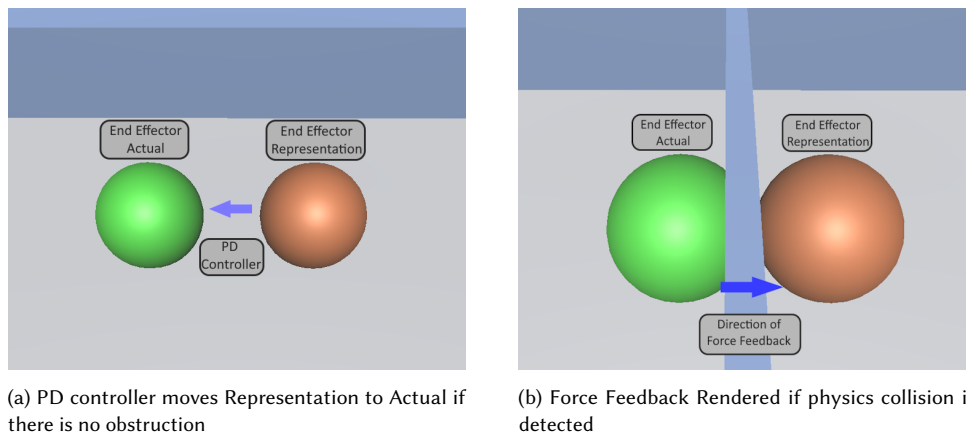 End Effector
Actual
End Effector
Representation
PD
Controller
End Effector
Actual
End Effector
Representation
Direction of
Force Feedback
(a) PD controller moves Representation to Actual if
there is no obstruction
(b) Force Feedback Rendered if physics collision i
detected